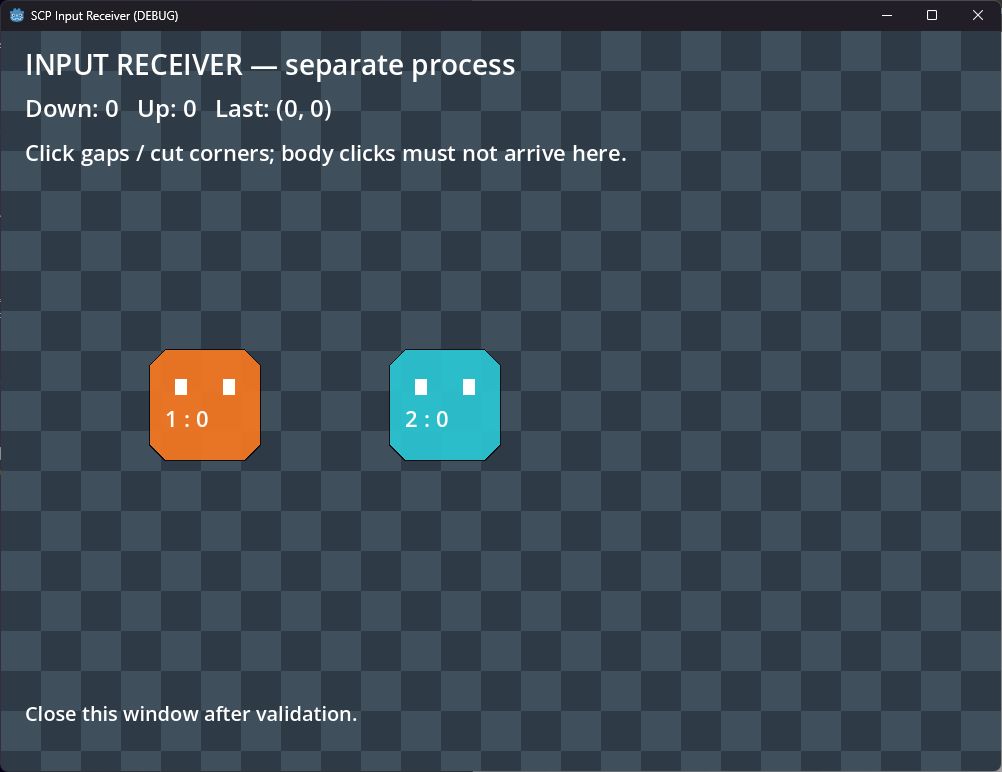 SCP Input Receiver (DEBUG)
INPUT RECEIVER — separate process
Down: 0 Up: 0 Last: (0, 0)
Click gaps / cut corners; body clicks must not arrive here.
1 : 0
2 : 0
Close this window after validation.